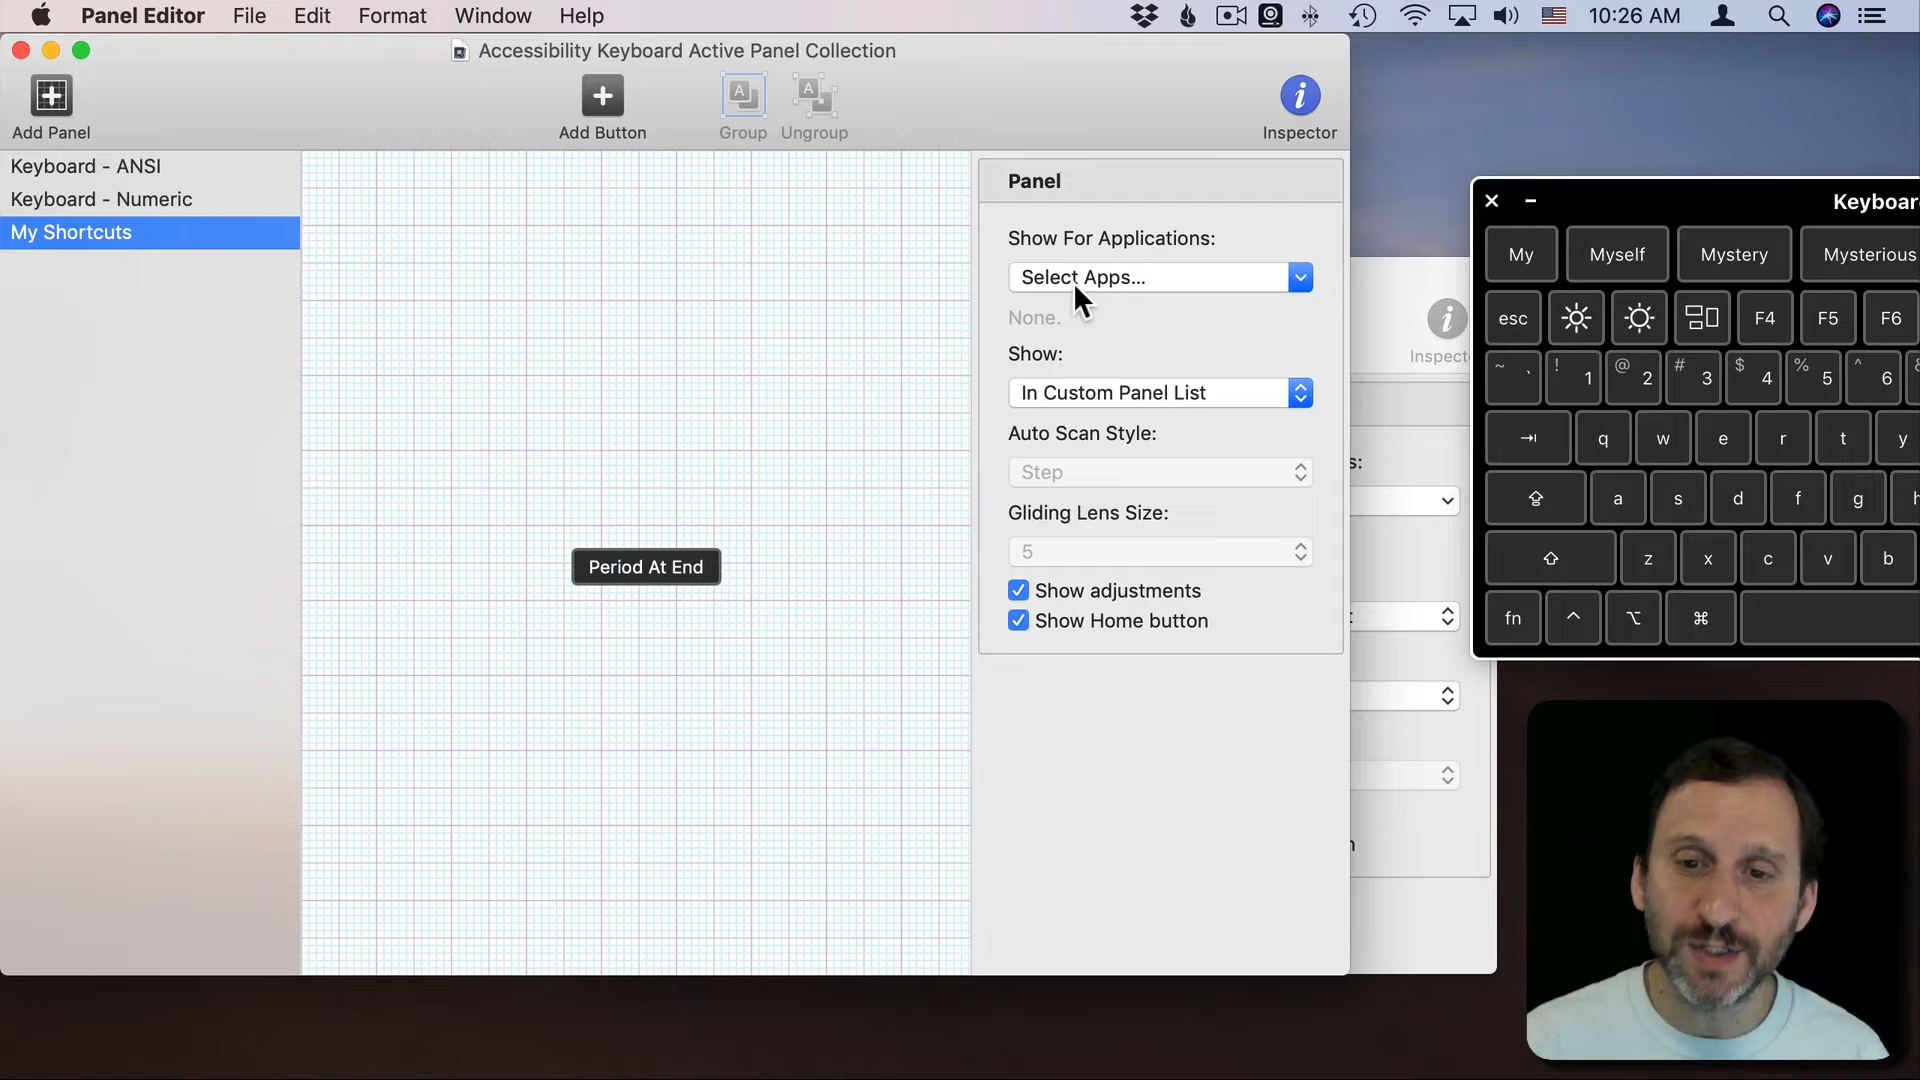 Panel Editor File Edit Format Window Help 10:26 AM
Accessibility Keyboard Active Panel Collection
Add Panel Add Button Group Ungroup Inspector
Keyboard - ANSI
Keyboard - Numeric
My Shortcuts
Period At End
Panel
Show For Applications:
Select Apps...
None.
Show:
In Custom Panel List
Auto Scan Style:
Step
Gliding Lens Size:
5
Show adjustments
Show Home button
Keyboar
My Myself Mystery Mysterious
esc F4 F5 F6
~ ` ! 1 @ 2 # 3 $ 4 % 5 ^ 6
q w e r t y
a s d f g h
z x c v b
fn ^ ⌥ ⌘
Inspect
s: